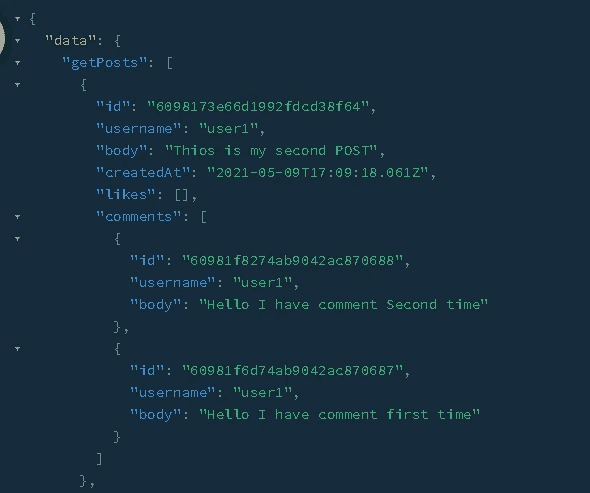 {
"data": {
"getPosts": [
{
"id": "6098173e66d1992fdcd38f64",
"username": "user1",
"body": "Thios is my second POST",
"createdAt": "2021-05-09T17:09:18.061Z",
"likes": [],
"comments": [
{
"id": "60981f8274ab9042ac870688",
"username": "user1",
"body": "Hello I have comment Second time"
},
{
"id": "60981f6d74ab9042ac870687",
"username": "user1",
"body": "Hello I have comment first time"
}
]
},